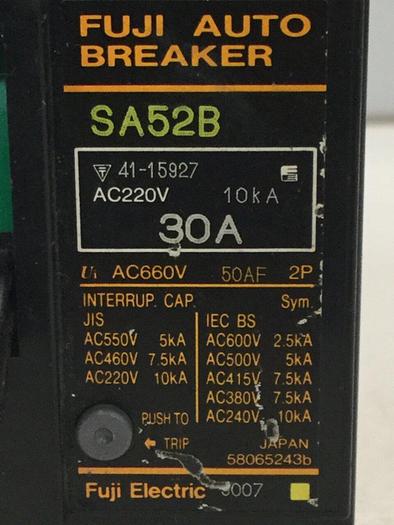 FUJI AUTO
BREAKER
SA52B
41-15927
AC220V 10kA
30A
Ui AC660V 50AF 2P
INTERRUP. CAP. Sym.
JIS
AC550V 5kA
AC460V 7.5kA
AC220V 10kA
IEC BS
AC600V 2.5kA
AC500V 5kA
AC415V 7.5kA
AC380V 7.5kA
AC240V 10kA
PUSH TO
← TRIP
JAPAN
58065243b
Fuji Electric